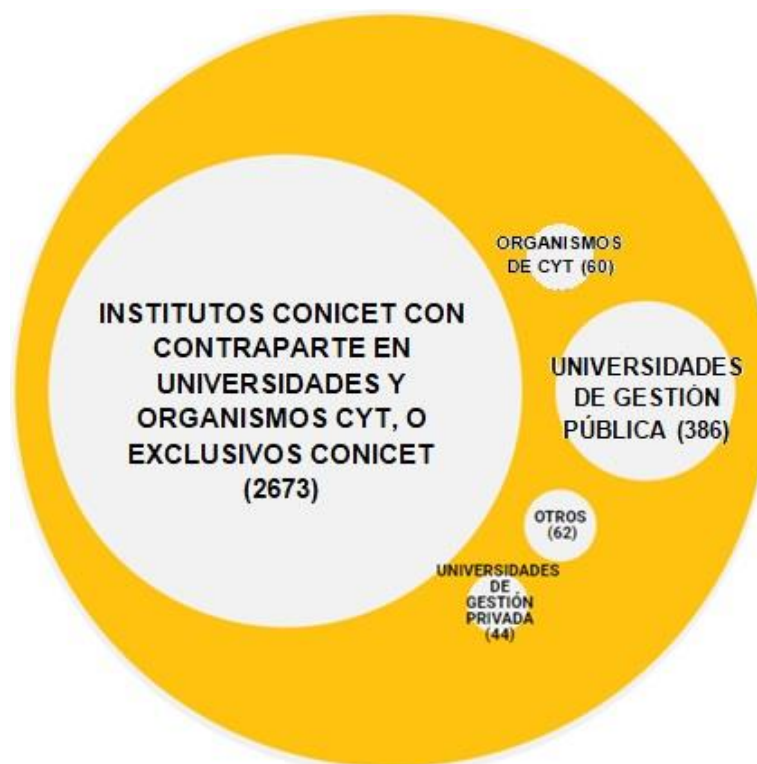 INSTITUTOS CONICET CON
CONTRAPARTE EN
UNIVERSIDADES Y
ORGANISMOS CYT, O
EXCLUSIVOS CONICET
(2673)
ORGANISMOS
DE CYT (60)
UNIVERSIDADES
DE GESTIÓN
PÚBLICA (386)
OTROS
(62)
UNIVERSIDADES
DE
GESTIÓN
PRIVADA
(44)